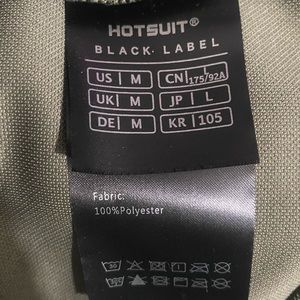 HOTSUIT®
BLACK LABEL
US M CN L 175/92A
UK M JP L
DE M KR 105
Fabric:
100%Polyester